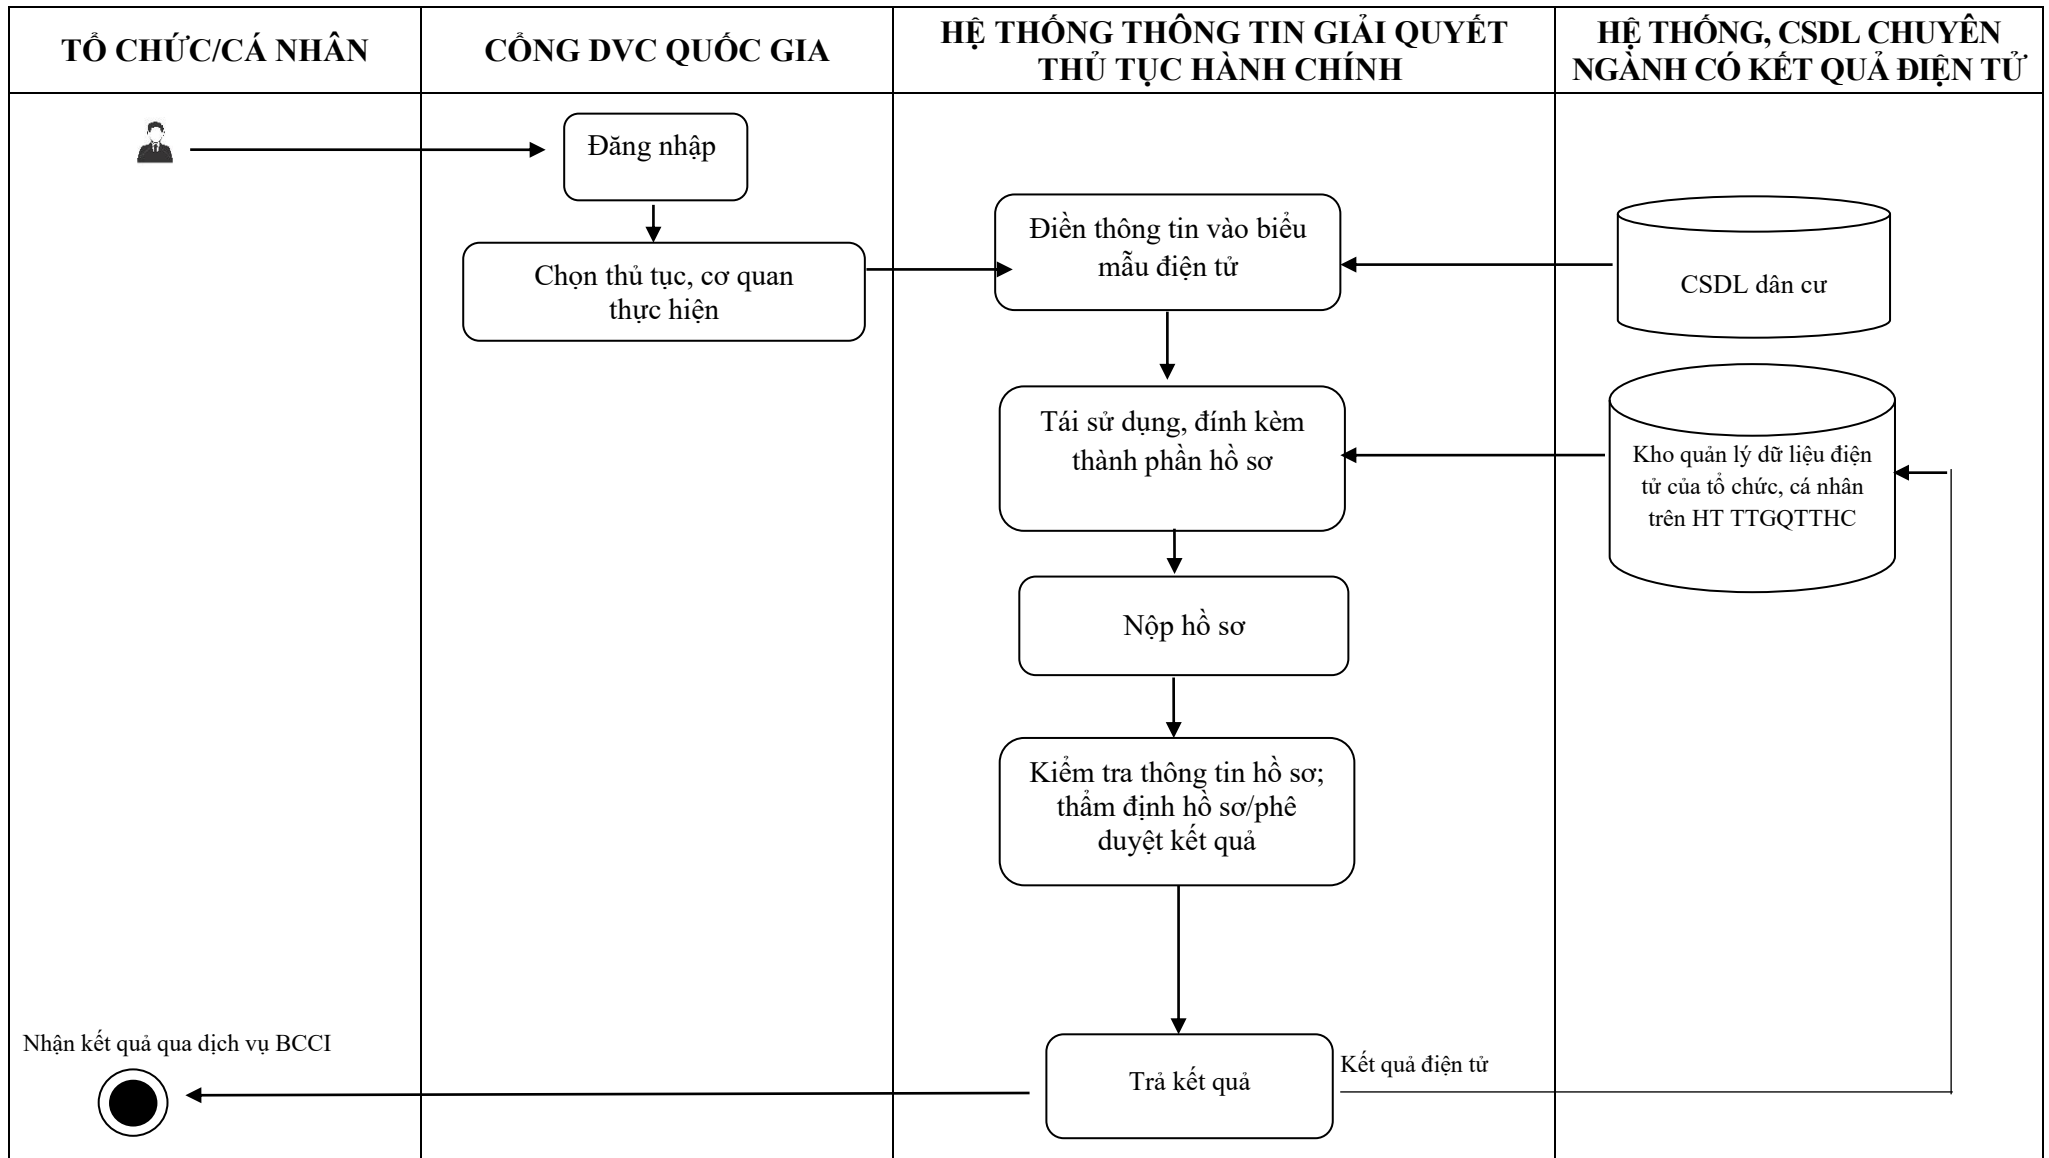 TỔ CHỨC/CÁ NHÂN
CỔNG DVC QUỐC GIA
HỆ THỐNG THÔNG TIN GIẢI QUYẾT
THỦ TỤC HÀNH CHÍNH
HỆ THỐNG, CSDL CHUYÊN
NGÀNH CÓ KẾT QUẢ ĐIỆN TỬ
Đăng nhập
Chọn thủ tục, cơ quan
thực hiện
Điền thông tin vào biểu
mẫu điện tử
CSDL dân cư
Tái sử dụng, đính kèm
thành phần hồ sơ
Kho quản lý dữ liệu điện
tử của tổ chức, cá nhân
trên HT TTGQTTHC
Nộp hồ sơ
Kiểm tra thông tin hồ sơ;
thẩm định hồ sơ/phê
duyệt kết quả
Nhận kết quả qua dịch vụ BCCI
Trả kết quả
Kết quả điện tử